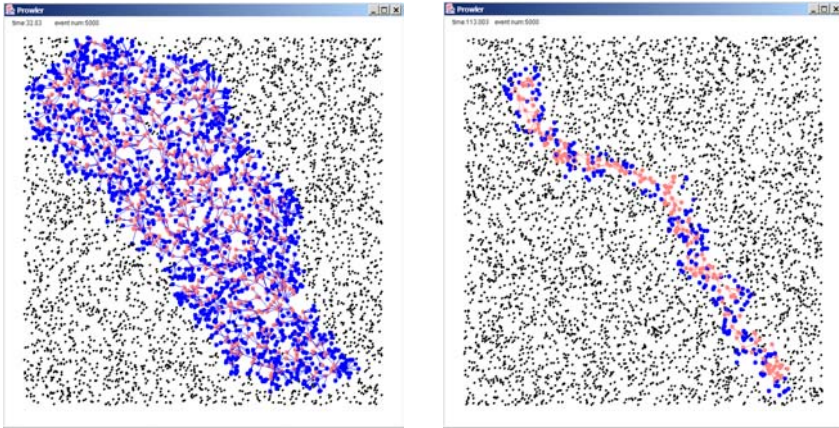 Prowler
time 32.03 event num:5000
Prowler
time 113.003 event num:5000